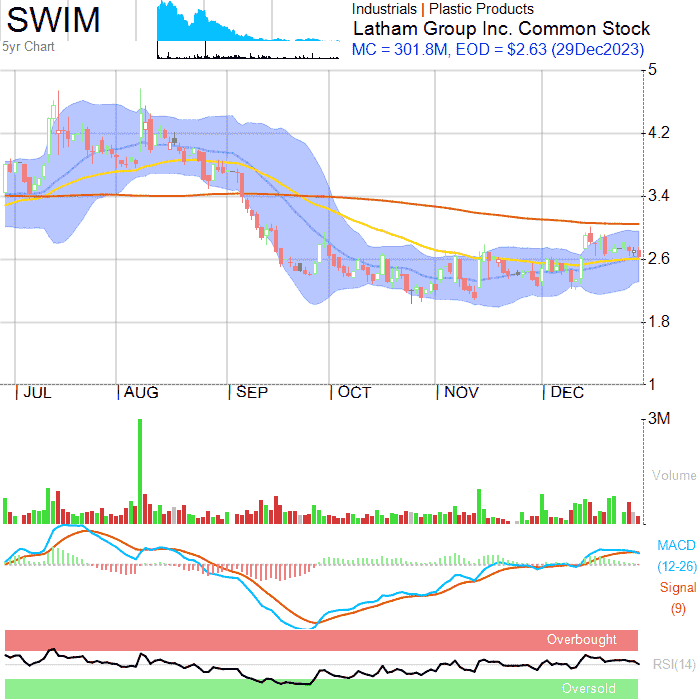 SWIM
5yr Chart
Industrials | Plastic Products
Latham Group Inc. Common Stock
MC = 301.8M, EOD = $2.63 (29Dec2023)
5
4.2
3.4
2.6
1.8
1
JUL AUG SEP OCT NOV DEC
3M
Volume
MACD
(12-26)
Signal
(9)
Overbought
RSI(14)
Oversold